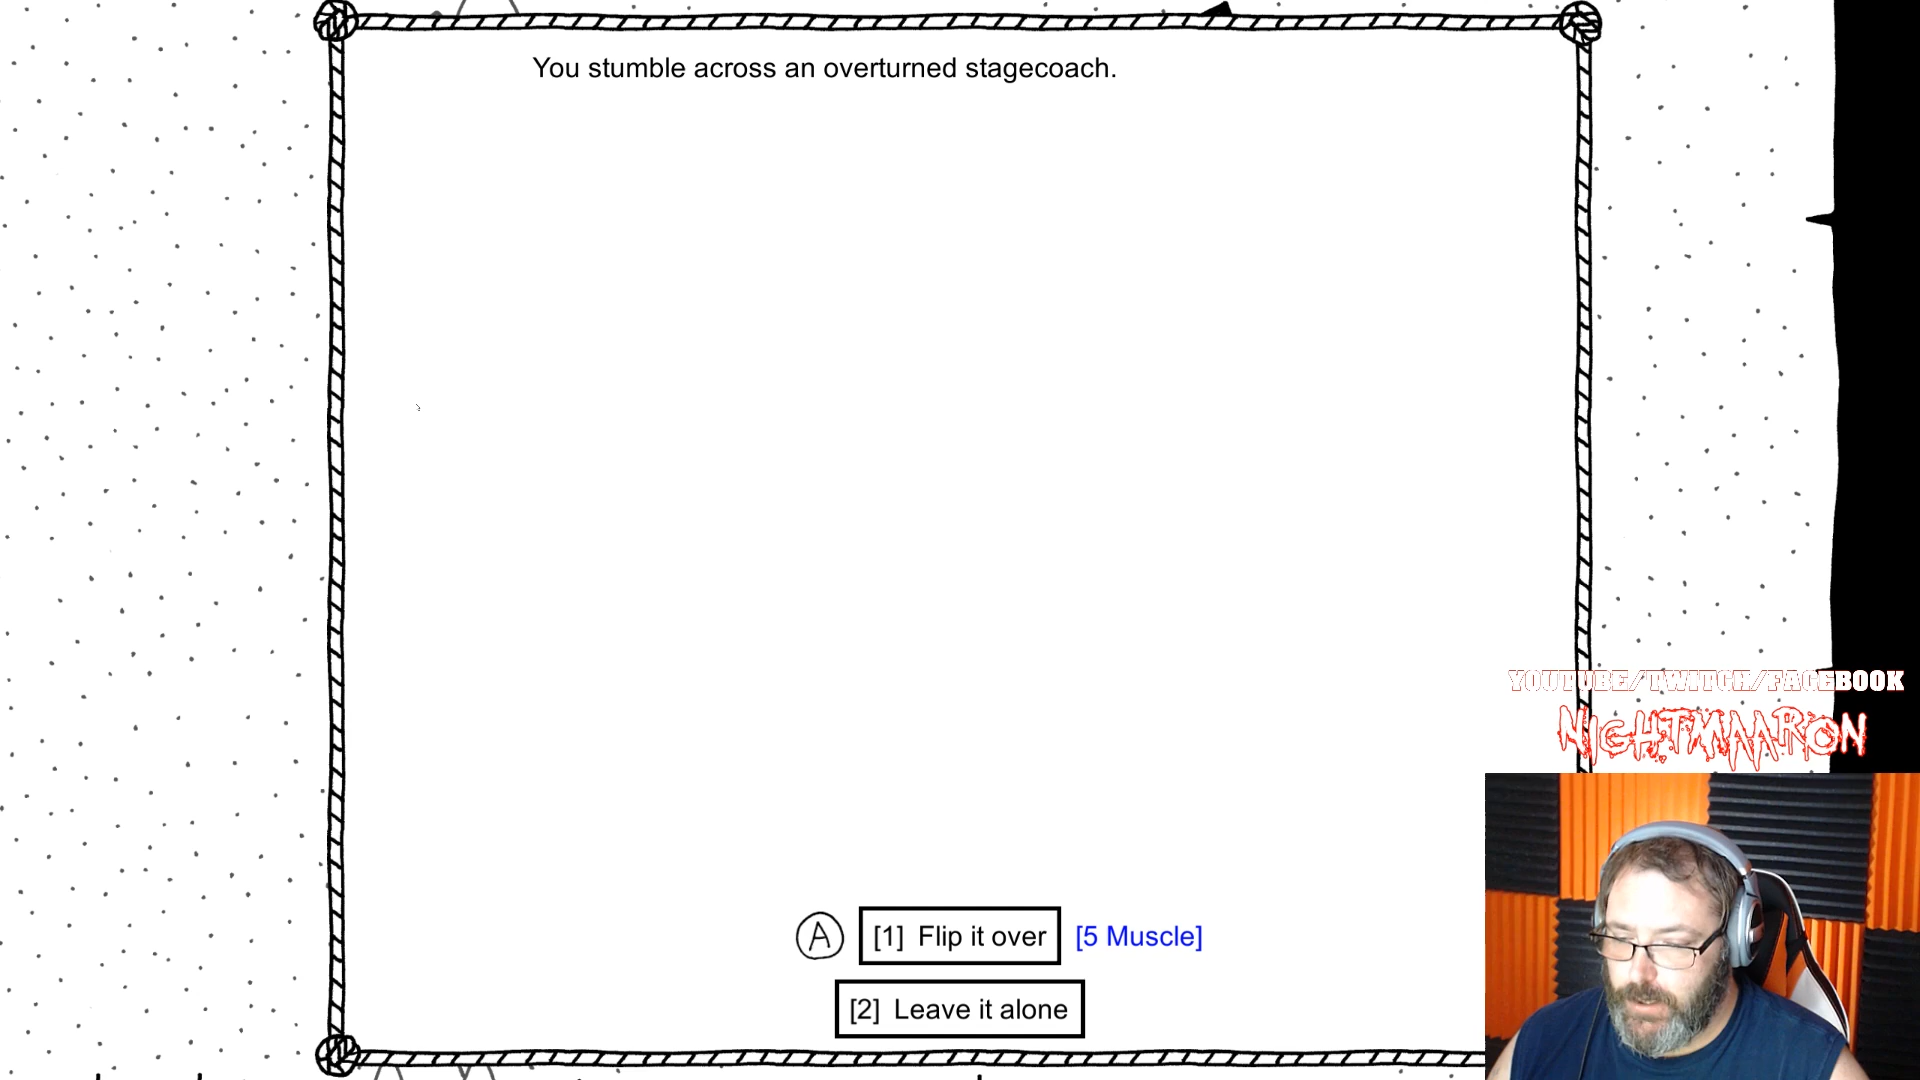 You stumble across an overturned stagecoach.
A [1] Flip it over [5 Muscle]
[2] Leave it alone
YOUTUBE/TWITCH/FACEBOOK
NIGHTMAARON